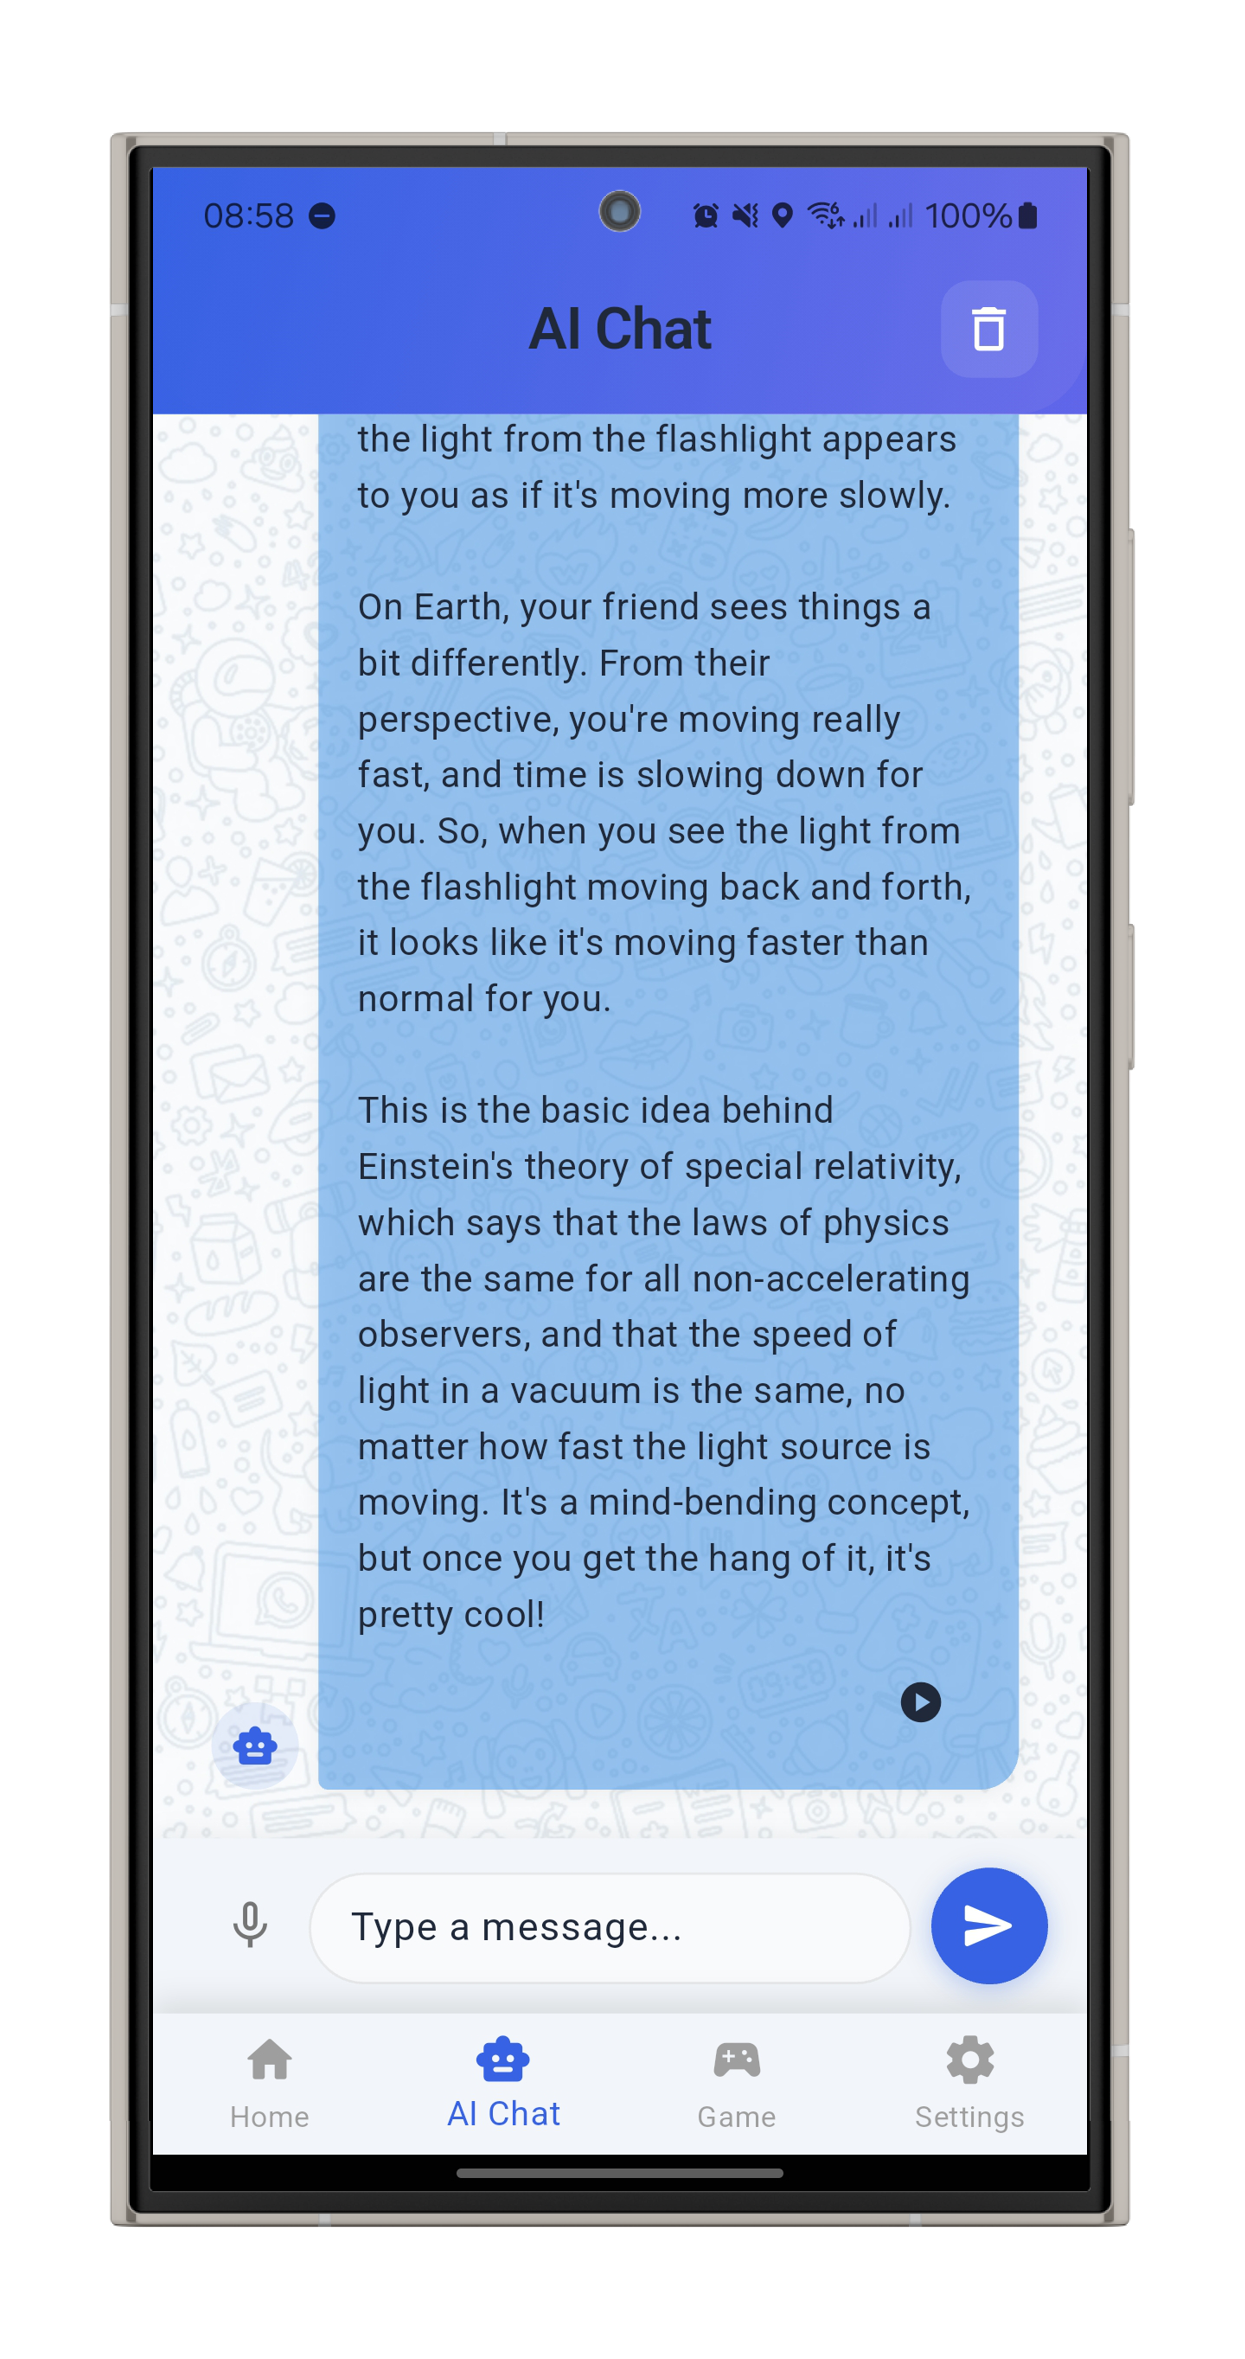 08:58
6
100%
AI Chat
the light from the flashlight appears
to you as if it's moving more slowly.
On Earth, your friend sees things a
bit differently. From their
perspective, you're moving really
fast, and time is slowing down for
you. So, when you see the light from
the flashlight moving back and forth,
it looks like it's moving faster than
normal for you.
This is the basic idea behind
Einstein's theory of special relativity,
which says that the laws of physics
are the same for all non-accelerating
observers, and that the speed of
light in a vacuum is the same, no
matter how fast the light source is
moving. It's a mind-bending concept,
but once you get the hang of it, it's
pretty cool!
09:28
Type a message...
Home
AI Chat
Game
Settings